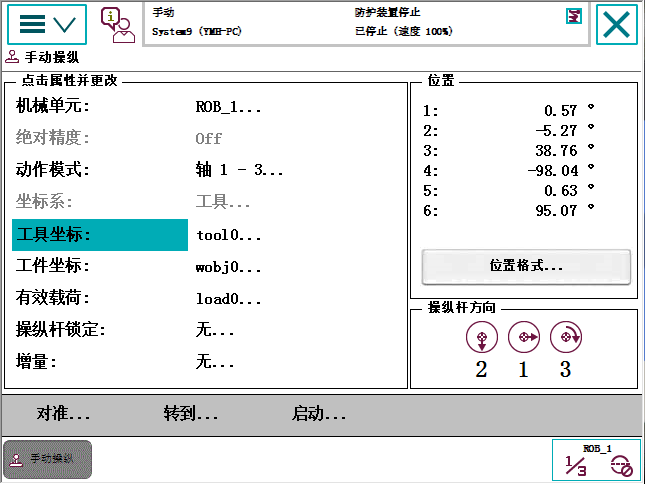 手动
防护装置停止
System9 (YMH-PC)
已停止 (速度 100%)
手动操纵
点击属性并更改
机械单元: ROB_1...
绝对精度: Off
动作模式: 轴 1 - 3...
坐标系: 工具...
工具坐标: tool0...
工件坐标: wobj0...
有效载荷: load0...
操纵杆锁定: 无...
增量: 无...
位置
1: 0.57 °
2: -5.27 °
3: 38.76 °
4: -98.04 °
5: 0.63 °
6: 95.07 °
位置格式...
操纵杆方向
2 1 3
对准... 转到... 启动...
手动操纵
ROB_1
1/3